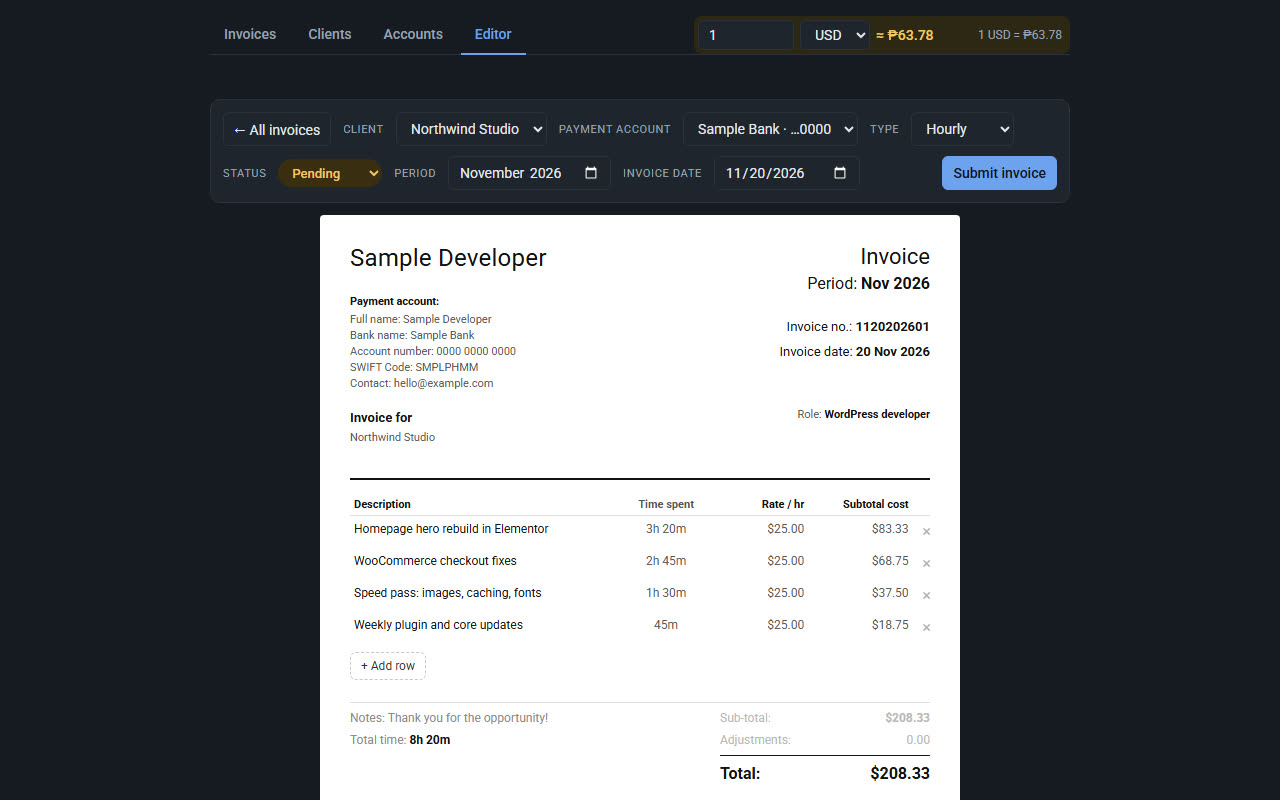 Invoices Clients Accounts Editor 1 USD ≈ ₱63.78 1 USD = ₱63.78
← All invoices CLIENT Northwind Studio PAYMENT ACCOUNT Sample Bank · …0000 TYPE Hourly
STATUS Pending PERIOD November 2026 INVOICE DATE 11/20/2026 Submit invoice
Sample Developer Invoice
Period: Nov 2026
Payment account:
Full name: Sample Developer
Invoice no.: 1120202601
Bank name: Sample Bank
Account number: 0000 0000 0000 Invoice date: 20 Nov 2026
SWIFT Code: SMPLPHMM
Contact: hello@example.com
Invoice for Role: WordPress developer
Northwind Studio
Description Time spent Rate / hr Subtotal cost
Homepage hero rebuild in Elementor 3h 20m $25.00 $83.33 ×
WooCommerce checkout fixes 2h 45m $25.00 $68.75 ×
Speed pass: images, caching, fonts 1h 30m $25.00 $37.50 ×
Weekly plugin and core updates 45m $25.00 $18.75 ×
+ Add row
Notes: Thank you for the opportunity! Sub-total: $208.33
Total time: 8h 20m Adjustments: 0.00
Total: $208.33